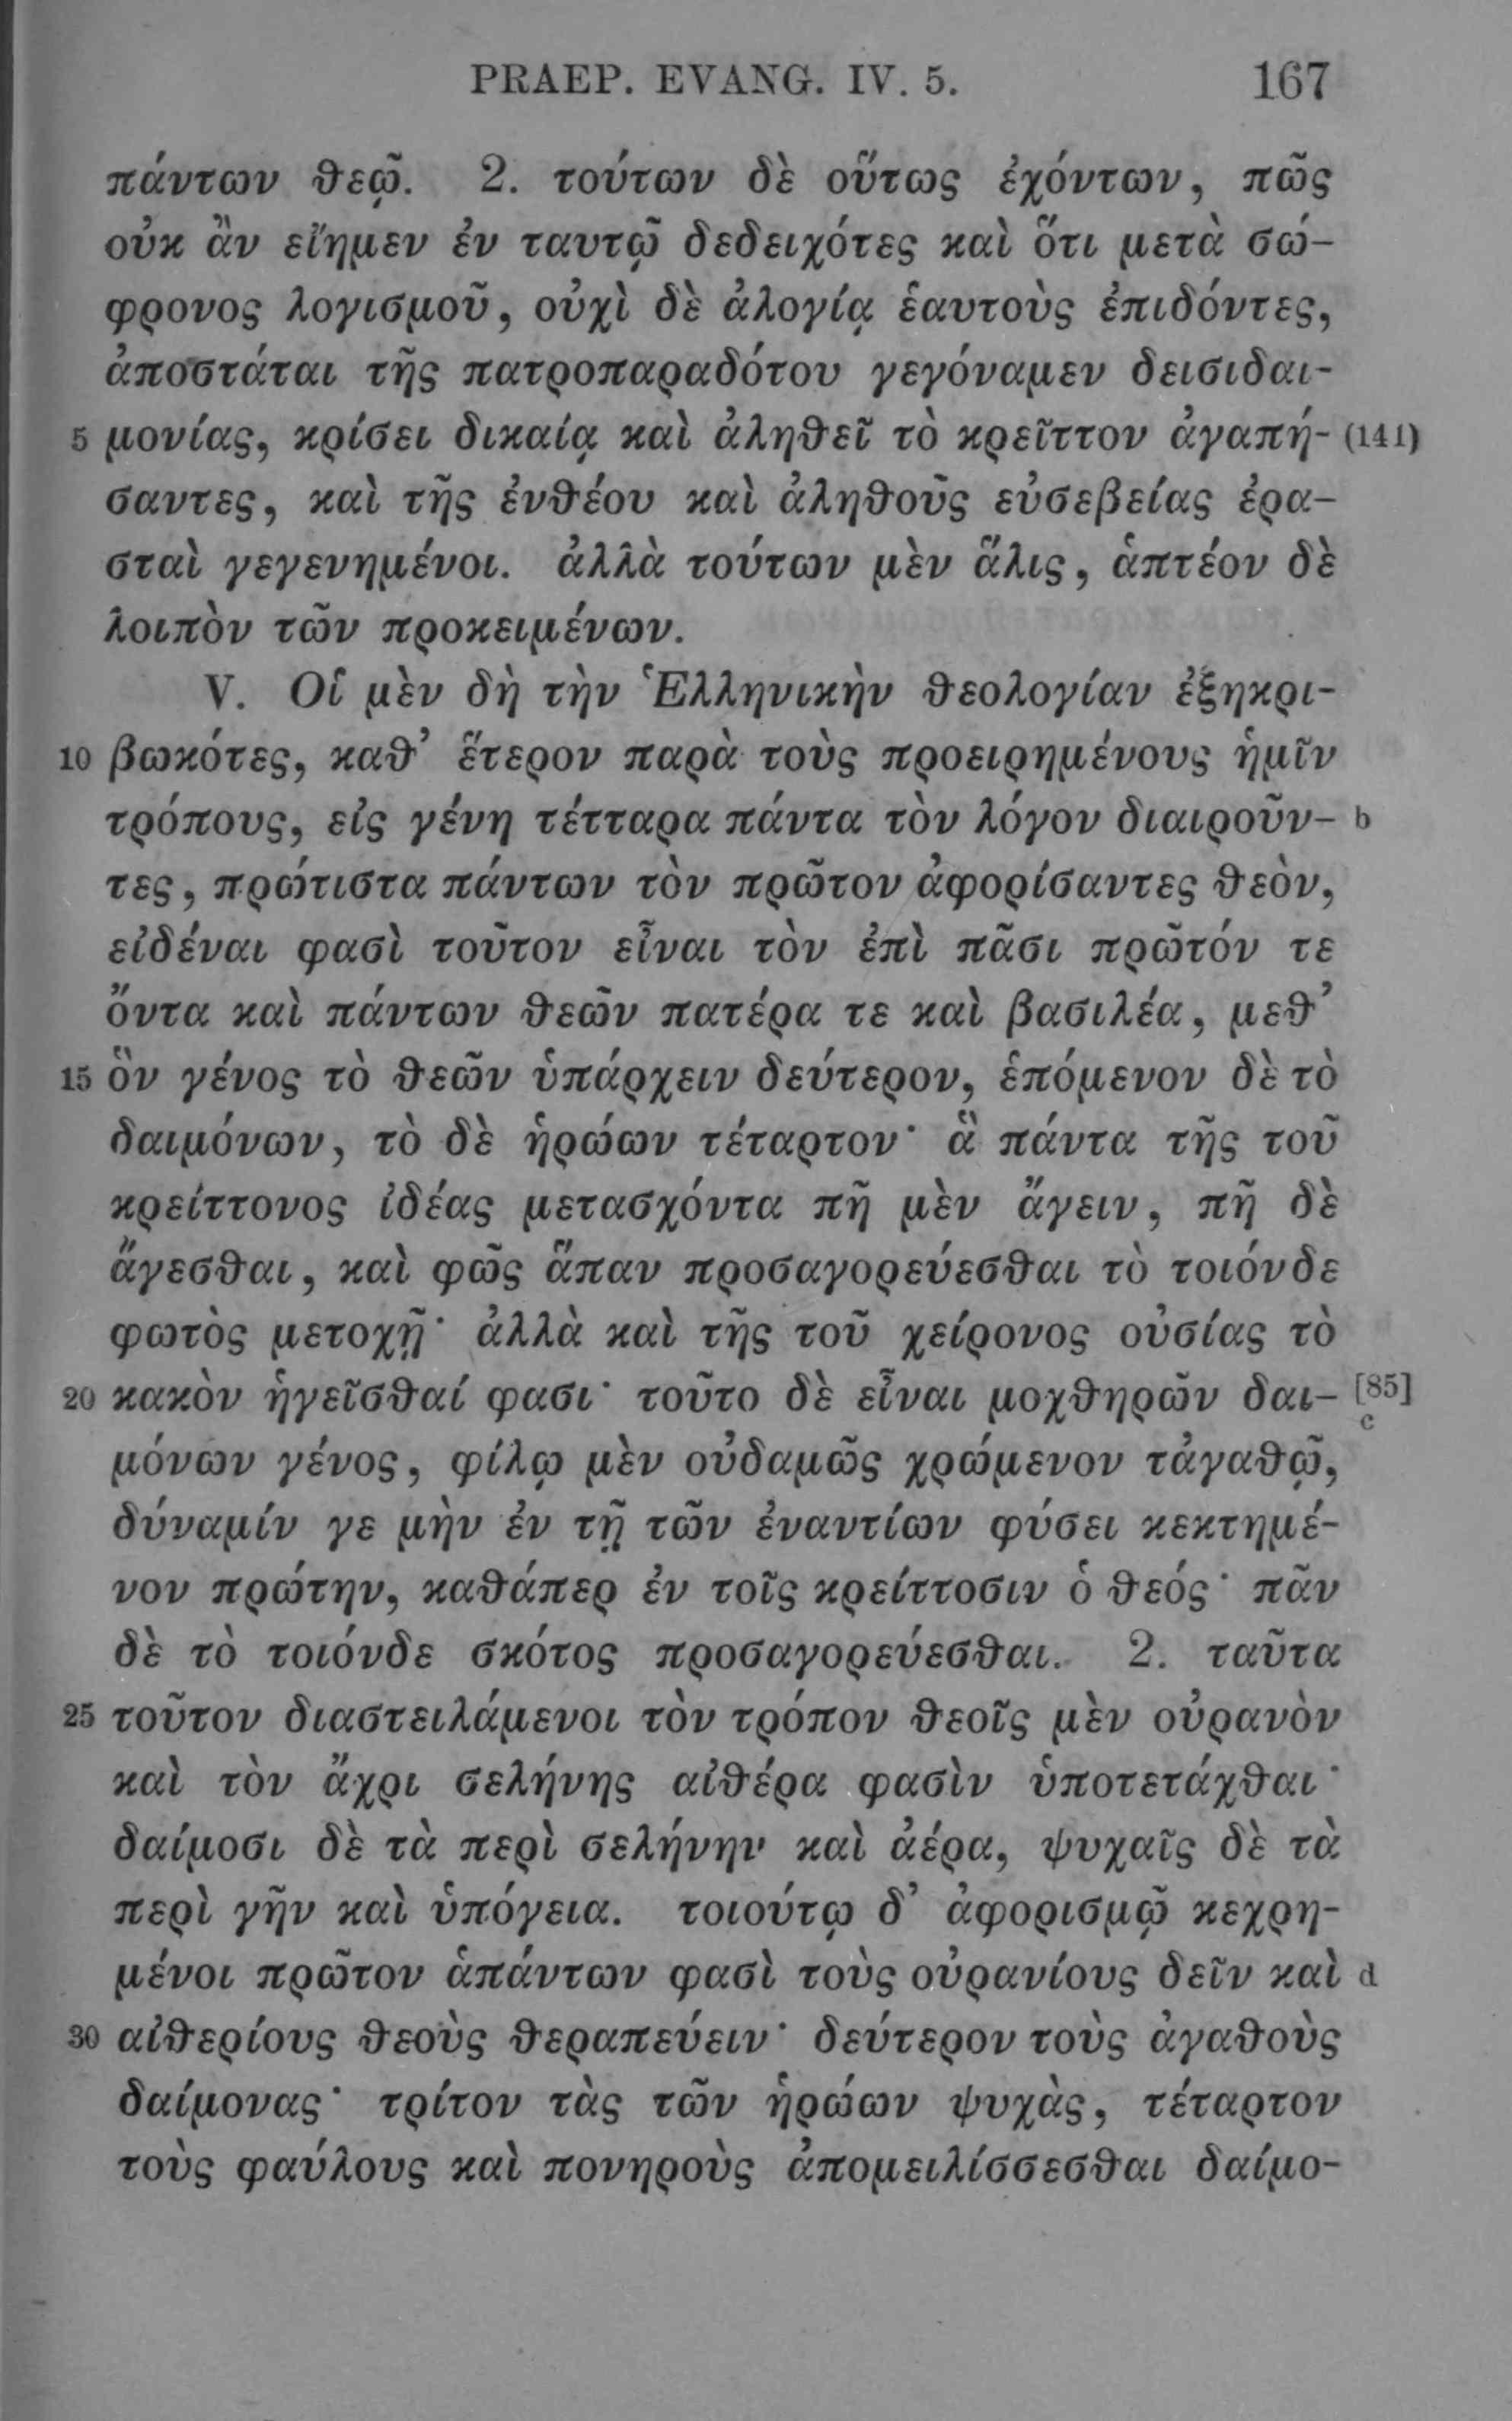 PRAEP. EVANG. IV. 5. 167
πάντων θεῷ. 2. τούτων δὲ οὕτως ἐχόντων, πῶς
οὐκ ἂν εἴημεν ἐν ταυτῷ δεδειχότες καὶ ὅτι μετὰ σώ-
φρονος λογισμοῦ, οὐχὶ δὲ ἀλογίᾳ ἑαυτοὺς ἐπιδόντες,
ἀποστάται τῆς πατροπαραδότου γεγόναμεν δεισιδαι-
5 μονίας, κρίσει δικαίᾳ καὶ ἀληθεῖ τὸ κρεῖττον ἀγαπή- (141)
σαντες, καὶ τῆς ἐνθέου καὶ ἀληθοῦς εὐσεβείας ἐρα-
σταὶ γεγενημένοι. ἀλλὰ τούτων μὲν ἅλις, ἁπτέον δὲ
λοιπὸν τῶν προκειμένων.
V. Οἱ μὲν δὴ τὴν Ἑλληνικὴν θεολογίαν ἐξηκρι-
10 βωκότες, καθ’ ἕτερον παρὰ τοὺς προειρημένους ἡμῖν
τρόπους, εἰς γένη τέτταρα πάντα τὸν λόγον διαιροῦν- b
τες, πρώτιστα πάντων τὸν πρῶτον ἀφορίσαντες θεὸν,
εἰδέναι φασὶ τοῦτον εἶναι τὸν ἐπὶ πᾶσι πρῶτόν τε
ὄντα καὶ πάντων θεῶν πατέρα τε καὶ βασιλέα, μεθ’
15 ὃν γένος τὸ θεῶν ὑπάρχειν δεύτερον, ἑπόμενον δὲ τὸ
δαιμόνων, τὸ δὲ ἡρώων τέταρτον· ἃ πάντα τῆς τοῦ
κρείττονος ἰδέας μετασχόντα πῆ μὲν ἄγειν, πῆ δὲ
ἄγεσθαι, καὶ φῶς ἅπαν προσαγορεύεσθαι τὸ τοιόνδε
φωτὸς μετοχῇ· ἀλλὰ καὶ τῆς τοῦ χείρονος οὐσίας τὸ
20 κακὸν ἡγεῖσθαί φασι· τοῦτο δὲ εἶναι μοχθηρῶν δαι- [85]
c
μόνων γένος, φίλῳ μὲν οὐδαμῶς χρώμενον τἀγαθῷ,
δύναμίν γε μὴν ἐν τῇ τῶν ἐναντίων φύσει κεκτημέ-
νον πρώτην, καθάπερ ἐν τοῖς κρείττοσιν ὁ θεός· πᾶν
δὲ τὸ τοιόνδε σκότος προσαγορεύεσθαι. 2. ταῦτα
25 τοῦτον διαστειλάμενοι τὸν τρόπον θεοῖς μὲν οὐρανὸν
καὶ τὸν ἄχρι σελήνης αἰθέρα φασὶν ὑποτετάχθαι·
δαίμοσι δὲ τὰ περὶ σελήνην καὶ ἀέρα, ψυχαῖς δὲ τὰ
περὶ γῆν καὶ ὑπόγεια. τοιούτῳ δ’ ἀφορισμῷ κεχρη-
μένοι πρῶτον ἁπάντων φασὶ τοὺς οὐρανίους δεῖν καὶ d
30 αἰθερίους θεοὺς θεραπεύειν· δεύτερον τοὺς ἀγαθοὺς
δαίμονας· τρίτον τὰς τῶν ἡρώων ψυχὰς, τέταρτον
τοὺς φαύλους καὶ πονηροὺς ἀπομειλίσσεσθαι δαίμο-